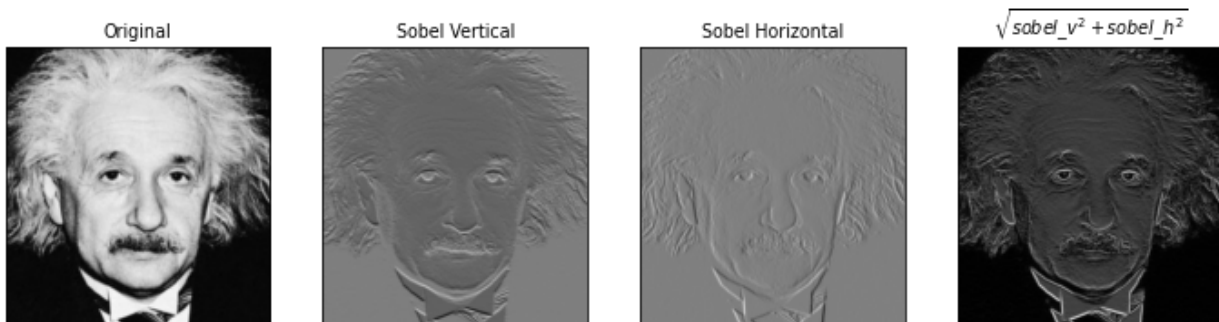 Original
Sobel Vertical
Sobel Horizontal
√sobel_v² + sobel_h²